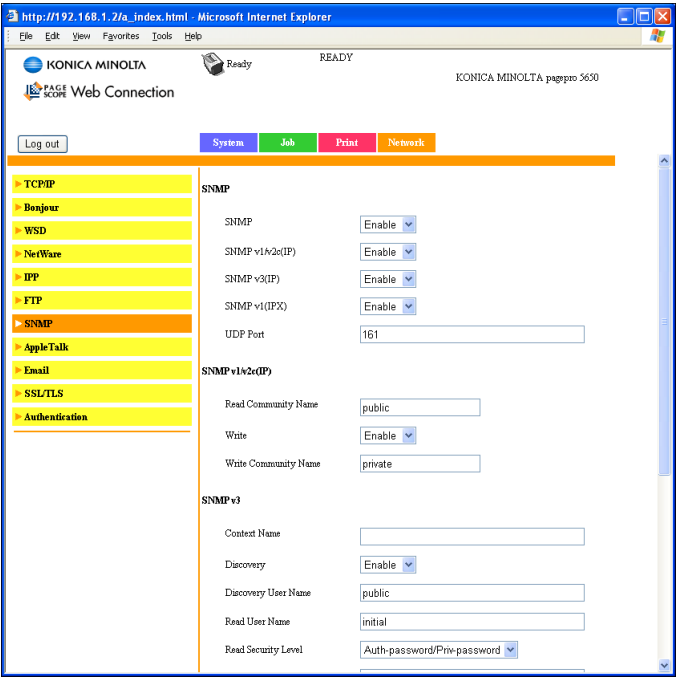 http://192.168.1.2/a_index.html - Microsoft Internet Explorer
File Edit View Favorites Tools Help
KONICA MINOLTA
Ready
READY
KONICA MINOLTA pagepro 5650
PAGE SCOPE Web Connection
Log out
System Job Print Network
TCP/IP
Bonjour
WSD
NetWare
IPP
FTP
SNMP
AppleTalk
Email
SSL/TLS
Authentication
SNMP
SNMP Enable
SNMP v1/v2c(IP) Enable
SNMP v3(IP) Enable
SNMP v1(IPX) Enable
UDP Port 161
SNMP v1/v2c(IP)
Read Community Name public
Write Enable
Write Community Name private
SNMP v3
Context Name
Discovery Enable
Discovery User Name public
Read User Name initial
Read Security Level Auth-password/Priv-password